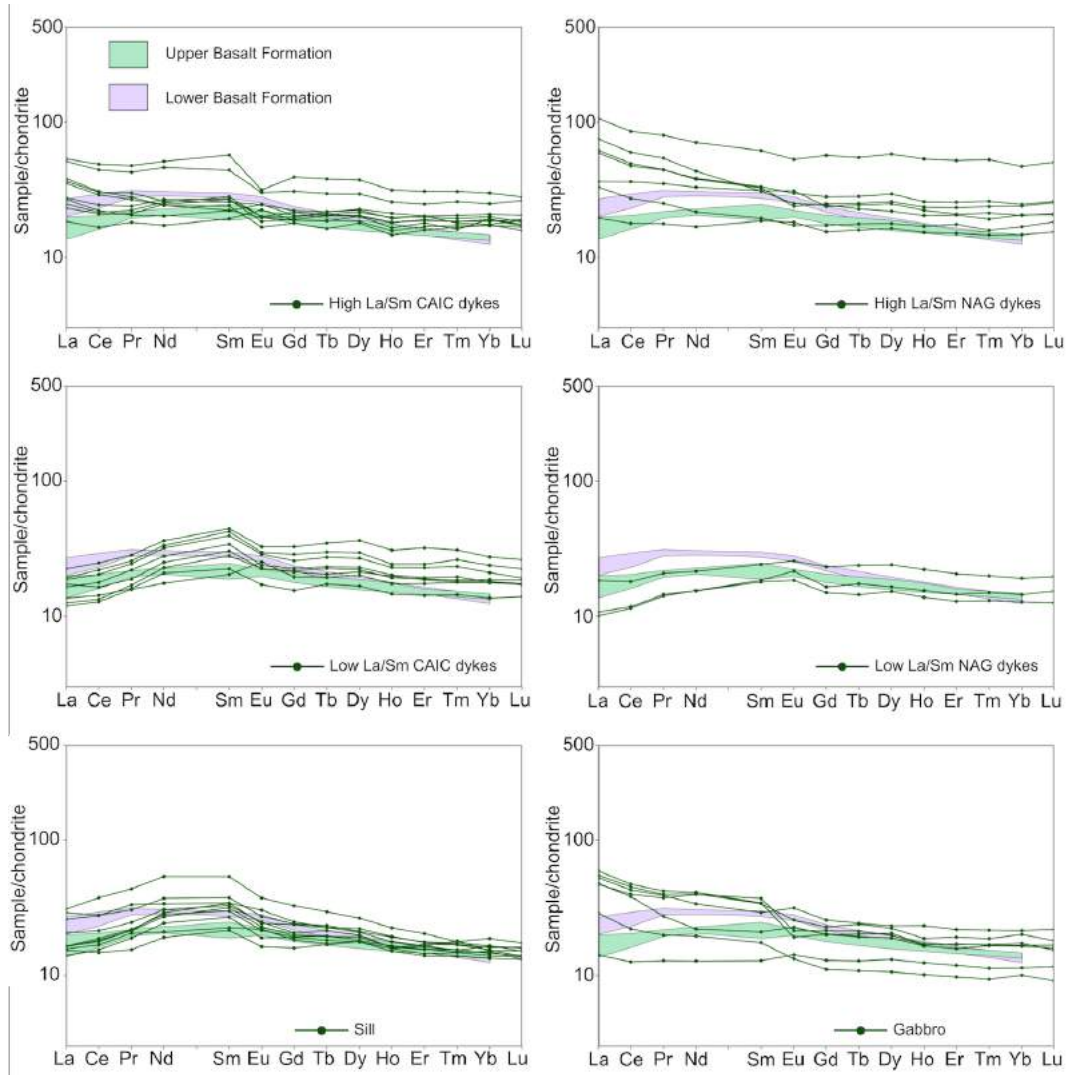 500
Upper Basalt Formation
Lower Basalt Formation
100
Sample/chondrite
10
High La/Sm CAIC dykes
La Ce Pr Nd Sm Eu Gd Tb Dy Ho Er Tm Yb Lu
500
100
Sample/chondrite
10
High La/Sm NAG dykes
La Ce Pr Nd Sm Eu Gd Tb Dy Ho Er Tm Yb Lu
500
100
Sample/chondrite
10
Low La/Sm CAIC dykes
La Ce Pr Nd Sm Eu Gd Tb Dy Ho Er Tm Yb Lu
500
100
Sample/chondrite
10
Low La/Sm NAG dykes
La Ce Pr Nd Sm Eu Gd Tb Dy Ho Er Tm Yb Lu
500
100
Sample/chondrite
10
Sill
La Ce Pr Nd Sm Eu Gd Tb Dy Ho Er Tm Yb Lu
500
100
Sample/chondrite
10
Gabbro
La Ce Pr Nd Sm Eu Gd Tb Dy Ho Er Tm Yb Lu